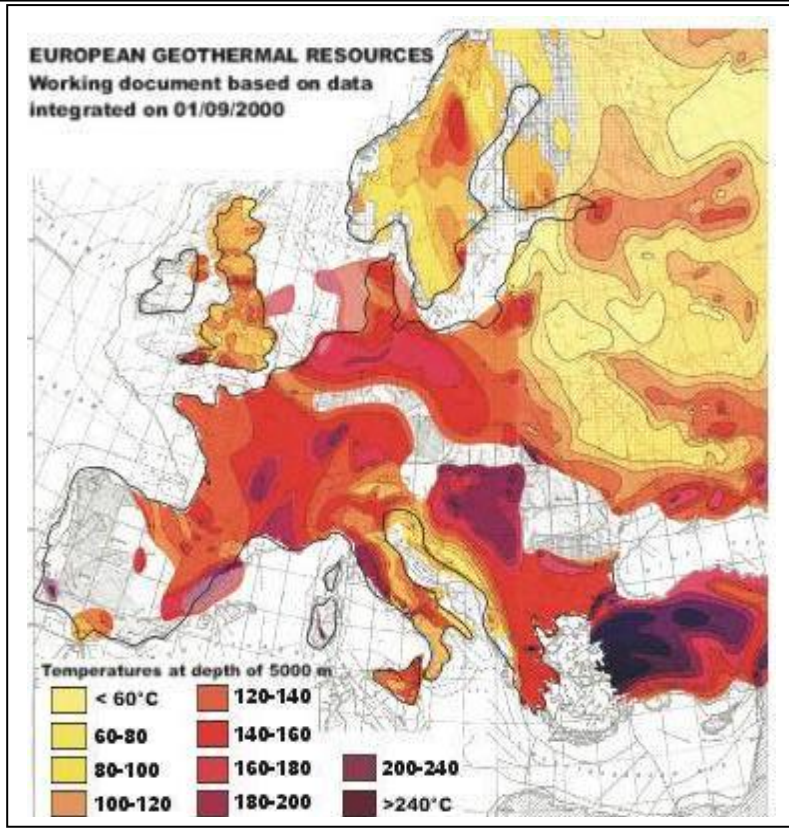 EUROPEAN GEOTHERMAL RESOURCES
Working document based on data
integrated on 01/09/2000
Temperatures at depth of 5000 m
< 60°C
60-80
80-100
100-120
120-140
140-160
160-180
180-200
200-240
>240°C